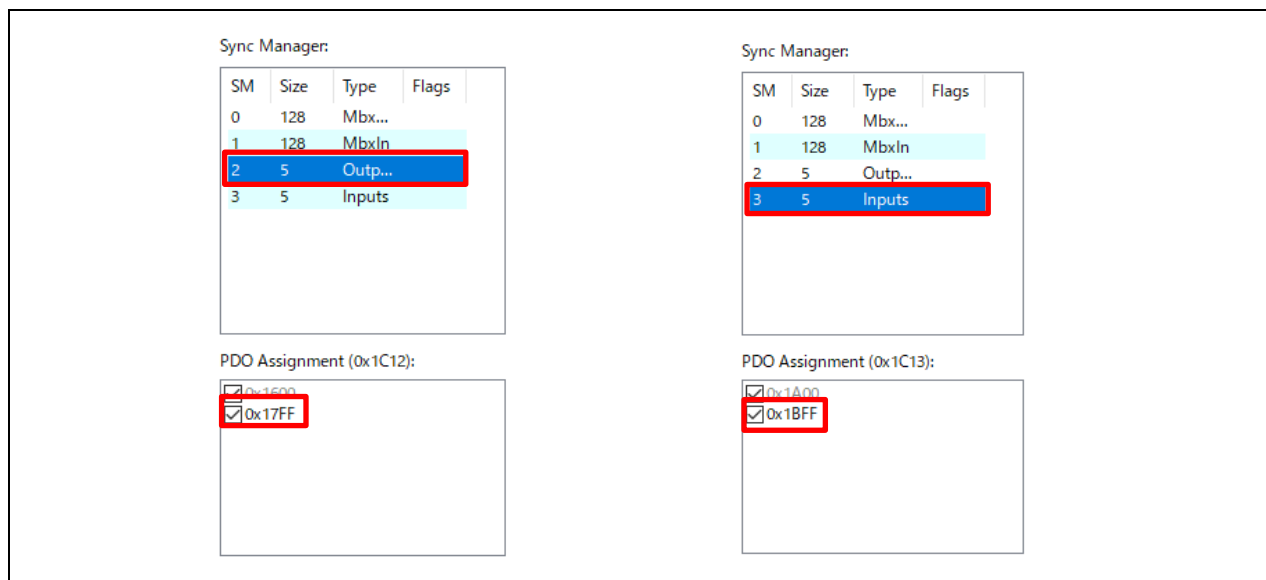 Sync Manager:
SM Size Type Flags
0 128 Mbx...
1 128 MbxIn
2 5 Outp...
3 5 Inputs
PDO Assignment (0x1C12):
0x1600
0x17FF
Sync Manager:
SM Size Type Flags
0 128 Mbx...
1 128 MbxIn
2 5 Outp...
3 5 Inputs
PDO Assignment (0x1C13):
0x1A00
0x1BFF